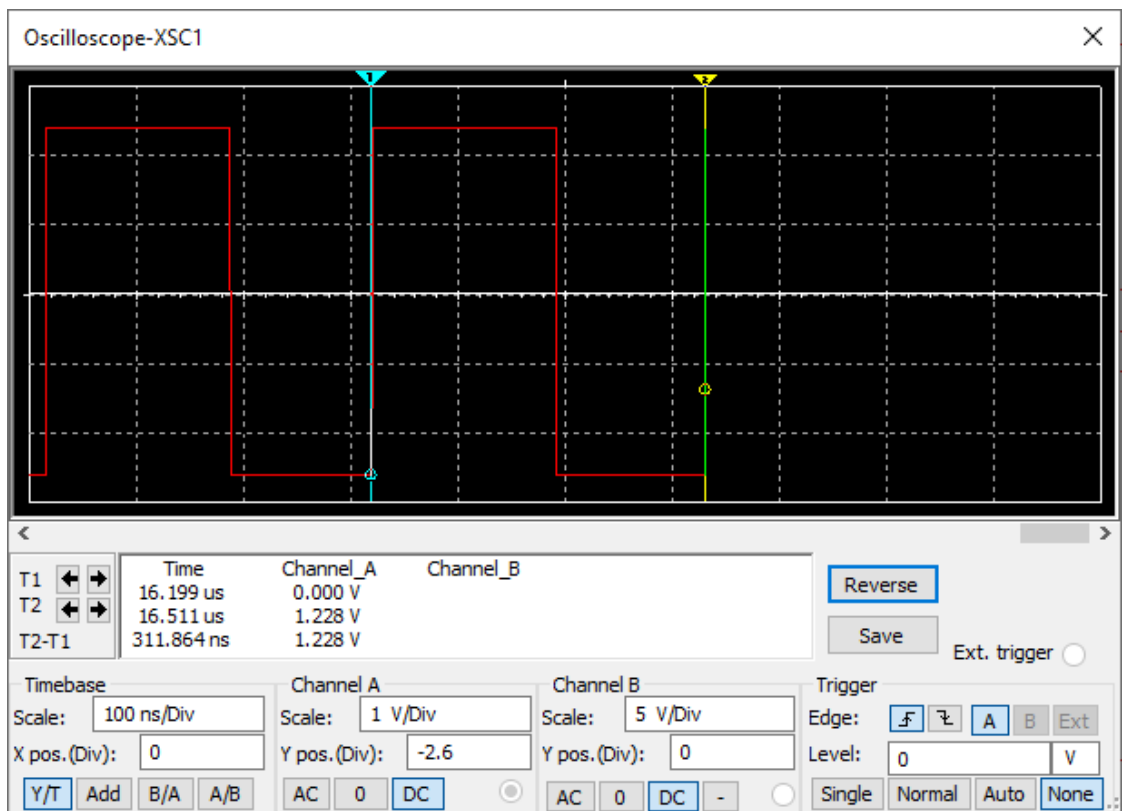 Oscilloscope-XSC1
1 2
T1
T2
T2-T1
Time Channel_A Channel_B
16.199 us 0.000 V
16.511 us 1.228 V
311.864 ns 1.228 V
Reverse
Save
Ext. trigger
Timebase
Scale: 100 ns/Div
X pos.(Div): 0
Y/T Add B/A A/B
Channel A
Scale: 1 V/Div
Y pos.(Div): -2.6
AC 0 DC
Channel B
Scale: 5 V/Div
Y pos.(Div): 0
AC 0 DC -
Trigger
Edge: A B Ext
Level: 0 V
Single Normal Auto None